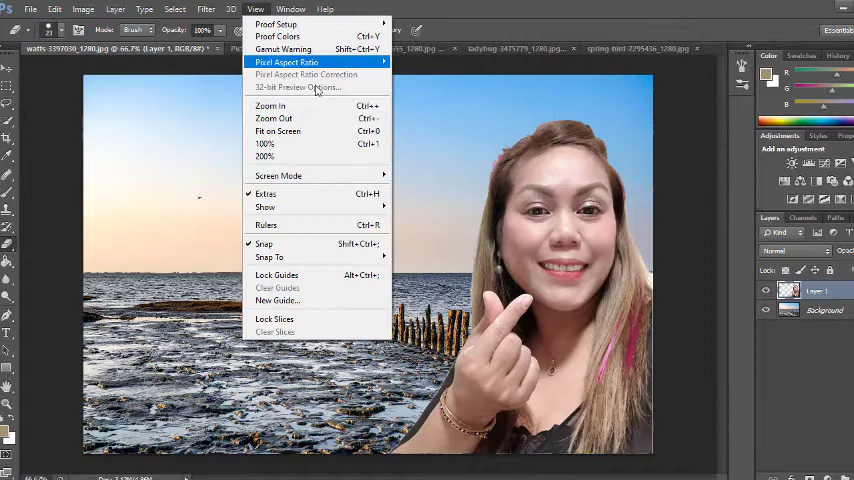 Ps File Edit Image Layer Type Select Filter 3D View Window Help
23 Mode: Brush Opacity: 100% Essentials
watts-3397030_1280.jpg @ 66.7% (Layer 1, RGB/8#) * × 1280.jpg × ladybug-3475779_1280.jpg × spring-bird-2295436_1280.jpg ×
Proof Setup
Proof Colors Ctrl+Y
Gamut Warning Shift+Ctrl+Y
Pixel Aspect Ratio
Pixel Aspect Ratio Correction
32-bit Preview Options...
Zoom In Ctrl++
Zoom Out Ctrl+-
Fit on Screen Ctrl+0
100% Ctrl+1
200%
Screen Mode
Extras Ctrl+H
Show
Rulers Ctrl+R
Snap Shift+Ctrl+;
Snap To
Lock Guides Alt+Ctrl+;
Clear Guides
New Guide...
Lock Slices
Clear Slices
Color Swatches
R
G
B
Adjustments Styles
Add an adjustment
Layers Channels Paths
Kind
Normal
Lock:
Layer 1
Background